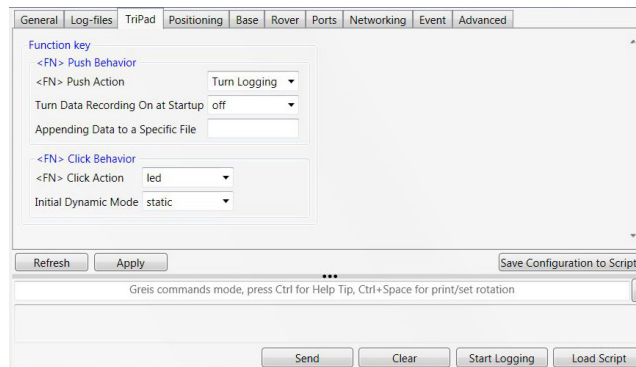 General Log-files TriPad Positioning Base Rover Ports Networking Event Advanced
Function key
<FN> Push Behavior
<FN> Push Action Turn Logging
Turn Data Recording On at Startup off
Appending Data to a Specific File
<FN> Click Behavior
<FN> Click Action led
Initial Dynamic Mode static
Refresh Apply Save Configuration to Script
Greis commands mode, press Ctrl for Help Tip, Ctrl+Space for print/set rotation
Send Clear Start Logging Load Script